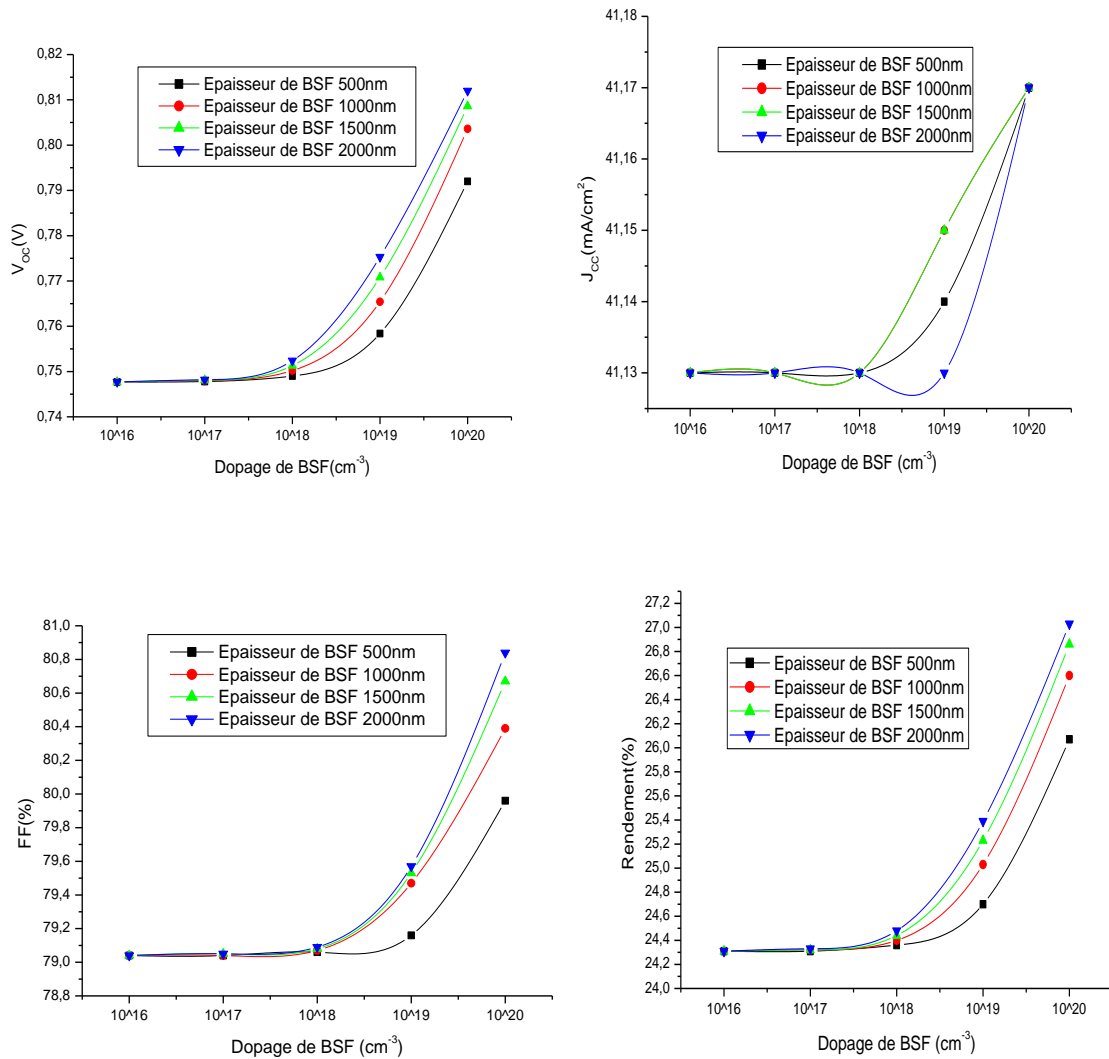 0,82
0,81
0,80
0,79
0,78
0,77
0,76
0,75
0,74
V_OC(V)
Epaisseur de BSF 500nm
Epaisseur de BSF 1000nm
Epaisseur de BSF 1500nm
Epaisseur de BSF 2000nm
10^16 10^17 10^18 10^19 10^20
Dopage de BSF(cm⁻³)
41,18
41,17
41,16
41,15
41,14
41,13
J_CC(mA/cm²)
Epaisseur de BSF 500nm
Epaisseur de BSF 1000nm
Epaisseur de BSF 1500nm
Epaisseur de BSF 2000nm
10^16 10^17 10^18 10^19 10^20
Dopage de BSF (cm⁻³)
81,0
80,8
80,6
80,4
80,2
80,0
79,8
79,6
79,4
79,2
79,0
78,8
FF(%)
Epaisseur de BSF 500nm
Epaisseur de BSF 1000nm
Epaisseur de BSF 1500nm
Epaisseur de BSF 2000nm
10^16 10^17 10^18 10^19 10^20
Dopage de BSF (cm⁻³)
27,2
27,0
26,8
26,6
26,4
26,2
26,0
25,8
25,6
25,4
25,2
25,0
24,8
24,6
24,4
24,2
24,0
Rendement(%)
Epaisseur de BSF 500nm
Epaisseur de BSF 1000nm
Epaisseur de BSF 1500nm
Epaisseur de BSF 2000nm
10^16 10^17 10^18 10^19 10^20
Dopage de BSF (cm⁻³)